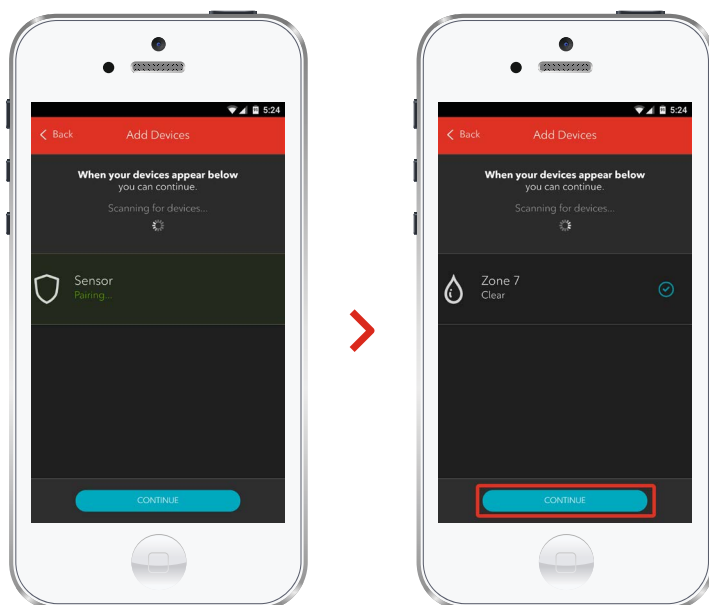 5:24
Back Add Devices
When your devices appear below
you can continue.
Scanning for devices...
Sensor
Pairing...
CONTINUE
5:24
Back Add Devices
When your devices appear below
you can continue.
Scanning for devices...
Zone 7
Clear
CONTINUE